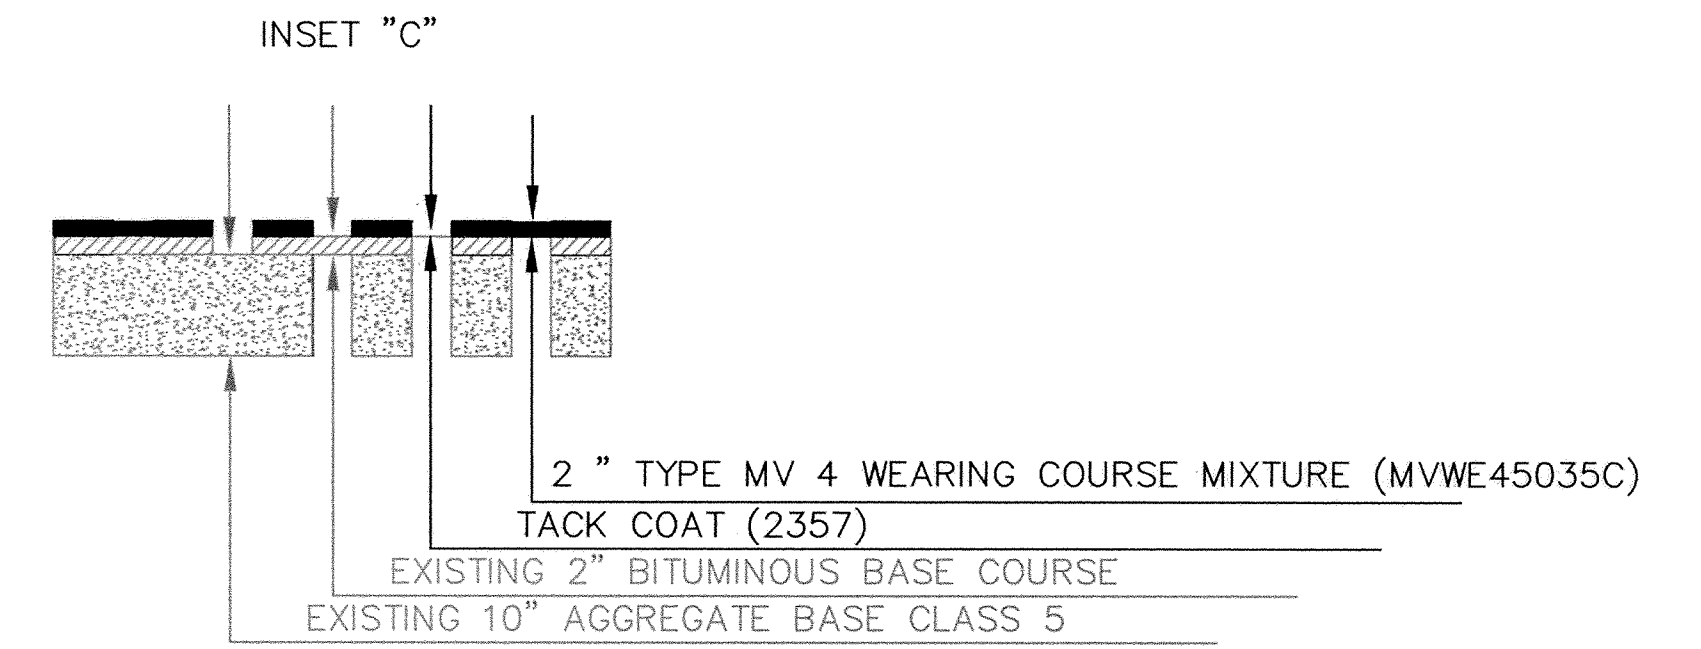 INSET "C"
2 " TYPE MV 4 WEARING COURSE MIXTURE (MVWE45035C)
TACK COAT (2357)
EXISTING 2" BITUMINOUS BASE COURSE
EXISTING 10" AGGREGATE BASE CLASS 5